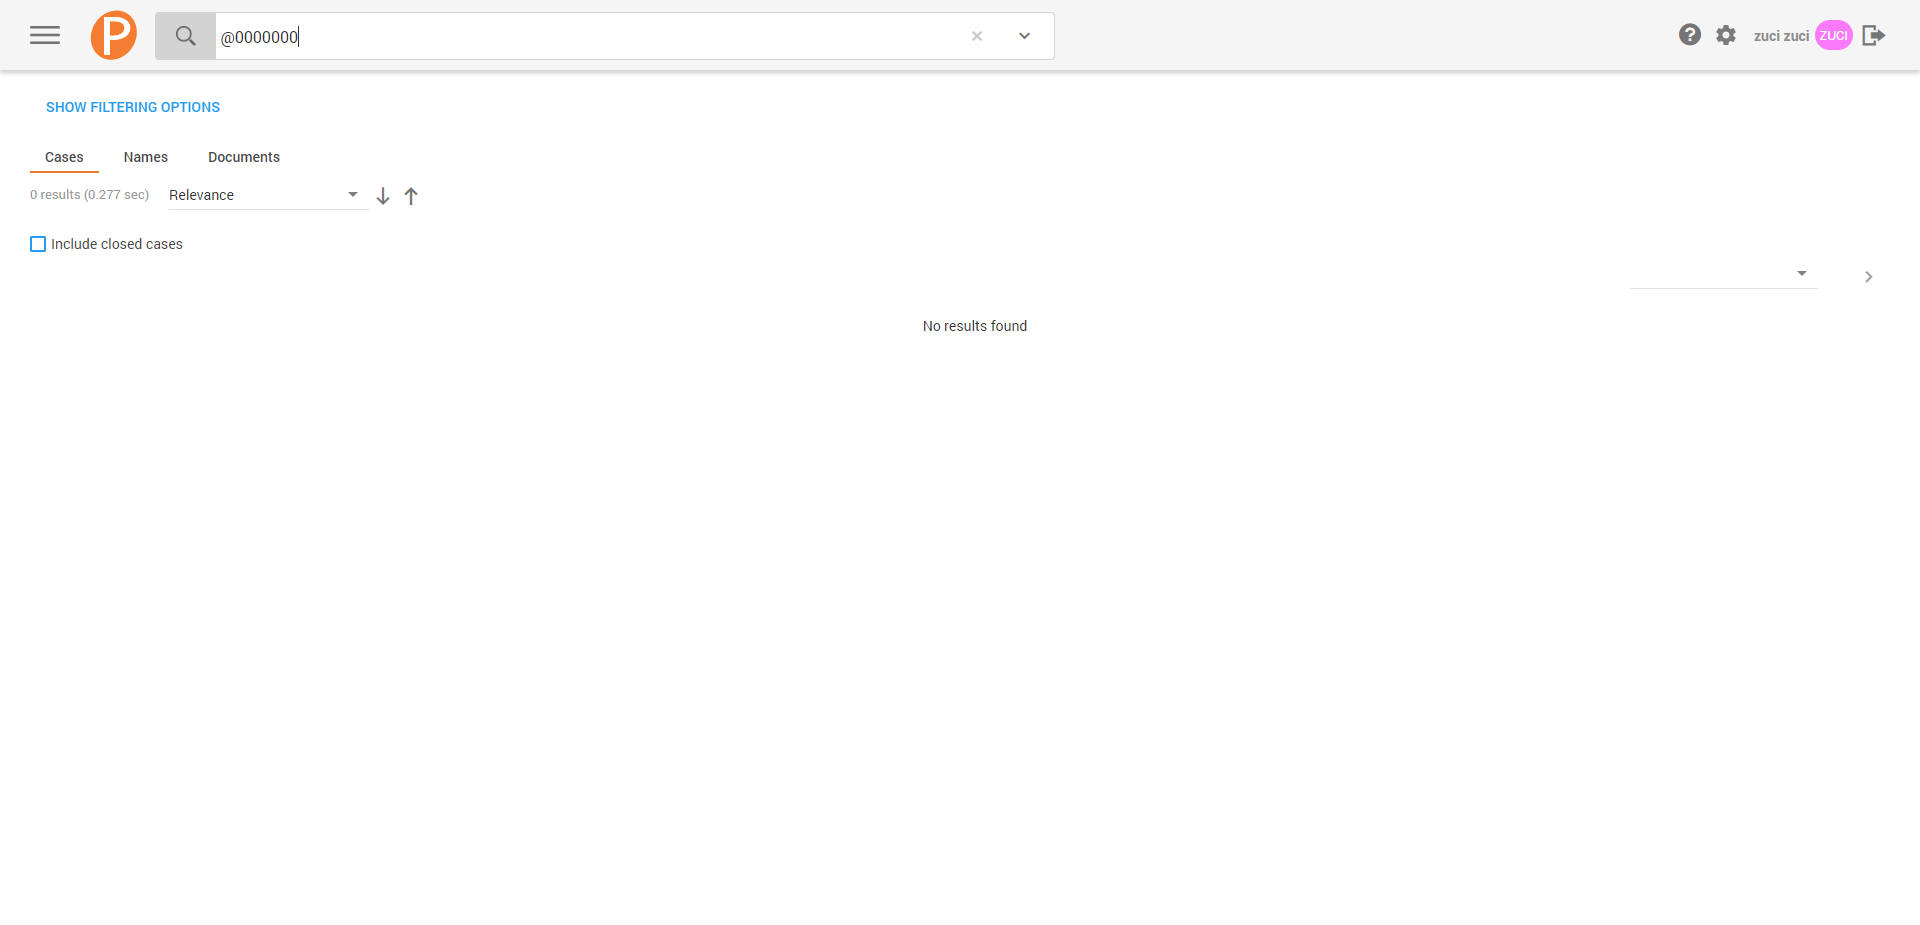 P
@0000000
?
zuci zuci
ZUCI
SHOW FILTERING OPTIONS
Cases
Names
Documents
0 results (0.277 sec)
Relevance
Include closed cases
No results found